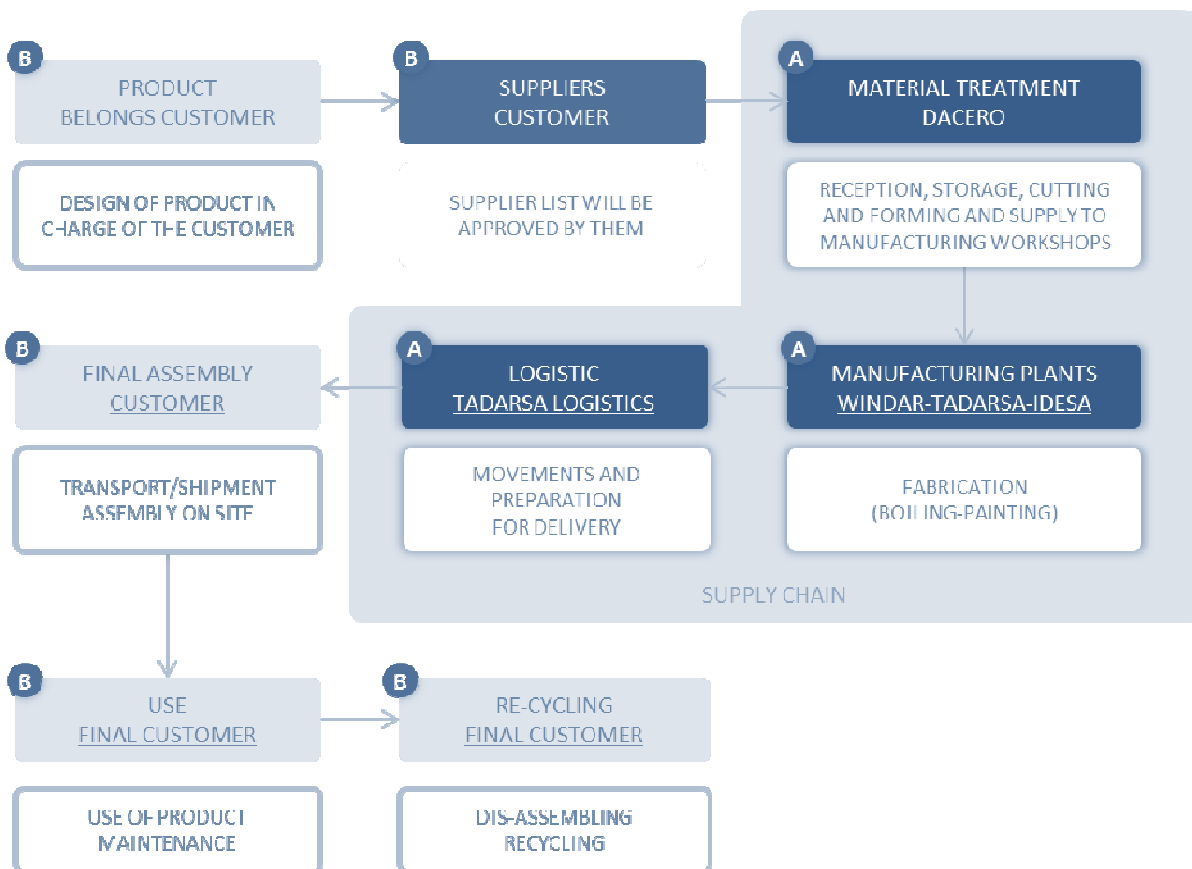 B
PRODUCT
BELONGS CUSTOMER
DESIGN OF PRODUCT IN
CHARGE OF THE CUSTOMER
B
SUPPLIERS
CUSTOMER
SUPPLIER LIST WILL BE
APPROVED BY THEM
A
MATERIAL TREATMENT
DACERO
RECEPTION, STORAGE, CUTTING
AND FORMING AND SUPPLY TO
MANUFACTURING WORKSHOPS
B
FINAL ASSEMBLY
CUSTOMER
TRANSPORT/SHIPMENT
ASSEMBLY ON SITE
A
LOGISTIC
TADARSA LOGISTICS
MOVEMENTS AND
PREPARATION
FOR DELIVERY
A
MANUFACTURING PLANTS
WINDAR-TADARSA-IDESA
FABRICATION
(BOILING-PAINTING)
SUPPLY CHAIN
B
USE
FINAL CUSTOMER
USE OF PRODUCT
MAINTENANCE
B
RE-CYCLING
FINAL CUSTOMER
DIS-ASSEMBLING
RECYCLING